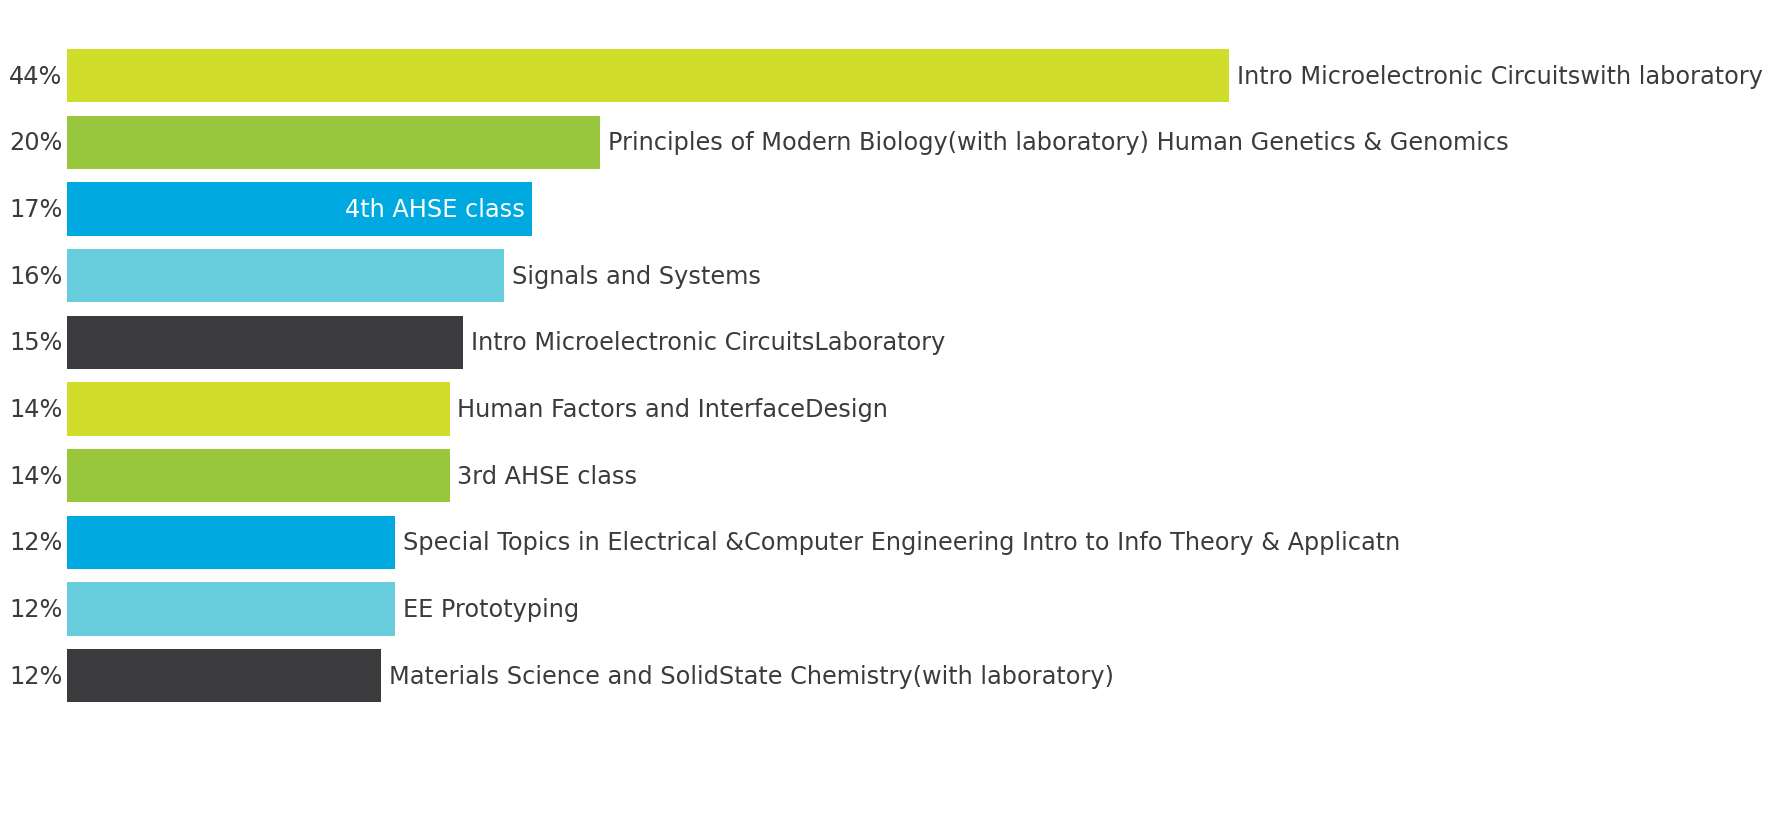 44% Intro Microelectronic Circuitswith laboratory
20% Principles of Modern Biology(with laboratory) Human Genetics & Genomics
17% 4th AHSE class
16% Signals and Systems
15% Intro Microelectronic CircuitsLaboratory
14% Human Factors and InterfaceDesign
14% 3rd AHSE class
12% Special Topics in Electrical &Computer Engineering Intro to Info Theory & Applicatn
12% EE Prototyping
12% Materials Science and SolidState Chemistry(with laboratory)